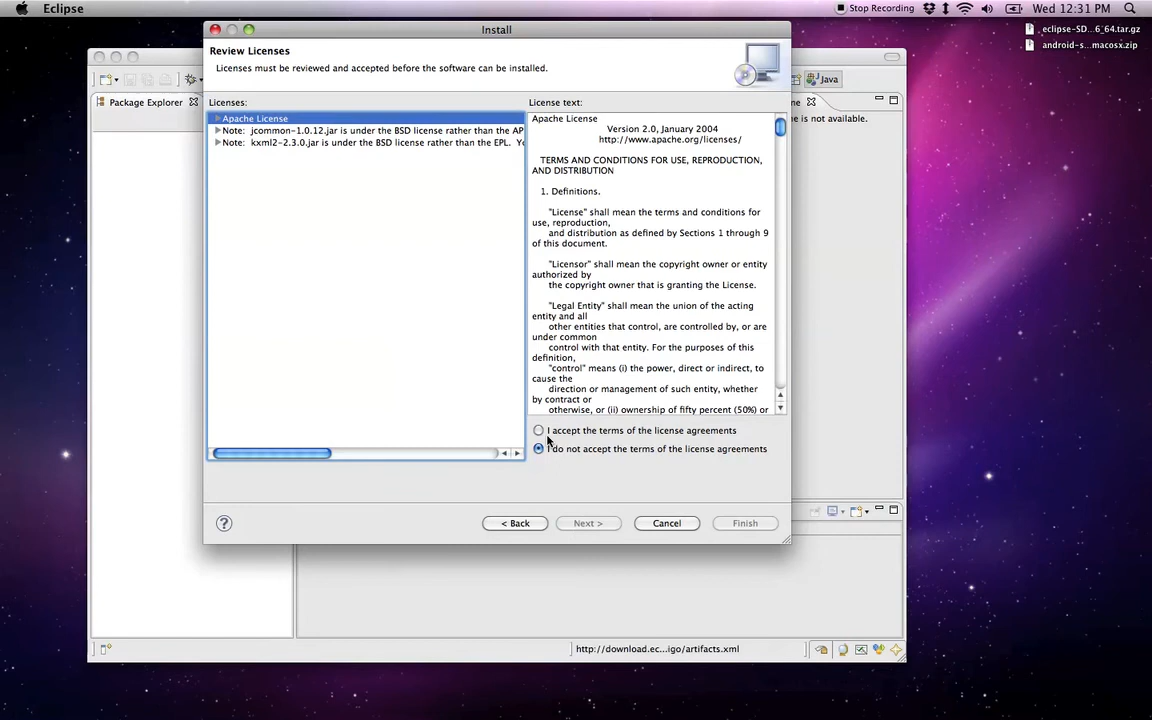 Eclipse
Stop Recording
Wed 12:31 PM
eclipse-SD...6_64.tar.gz
android-s...macosx.zip
Install
Review Licenses
Licenses must be reviewed and accepted before the software can be installed.
Package Explorer
Java
Licenses:
Apache License
Note: jcommon-1.0.12.jar is under the BSD license rather than the AP
Note: kxml2-2.3.0.jar is under the BSD license rather than the EPL. Yo
License text:
Apache License
Version 2.0, January 2004
http://www.apache.org/licenses/
TERMS AND CONDITIONS FOR USE, REPRODUCTION,
AND DISTRIBUTION
1. Definitions.
"License" shall mean the terms and conditions for
use, reproduction,
and distribution as defined by Sections 1 through 9
of this document.
"Licensor" shall mean the copyright owner or entity
authorized by
the copyright owner that is granting the License.
"Legal Entity" shall mean the union of the acting
entity and all
other entities that control, are controlled by, or are
under common
control with that entity. For the purposes of this
definition,
"control" means (i) the power, direct or indirect, to
cause the
direction or management of such entity, whether
by contract or
otherwise, or (ii) ownership of fifty percent (50%) or
I accept the terms of the license agreements
I do not accept the terms of the license agreements
ne is not available.
< Back
Next >
Cancel
Finish
http://download.ec...igo/artifacts.xml